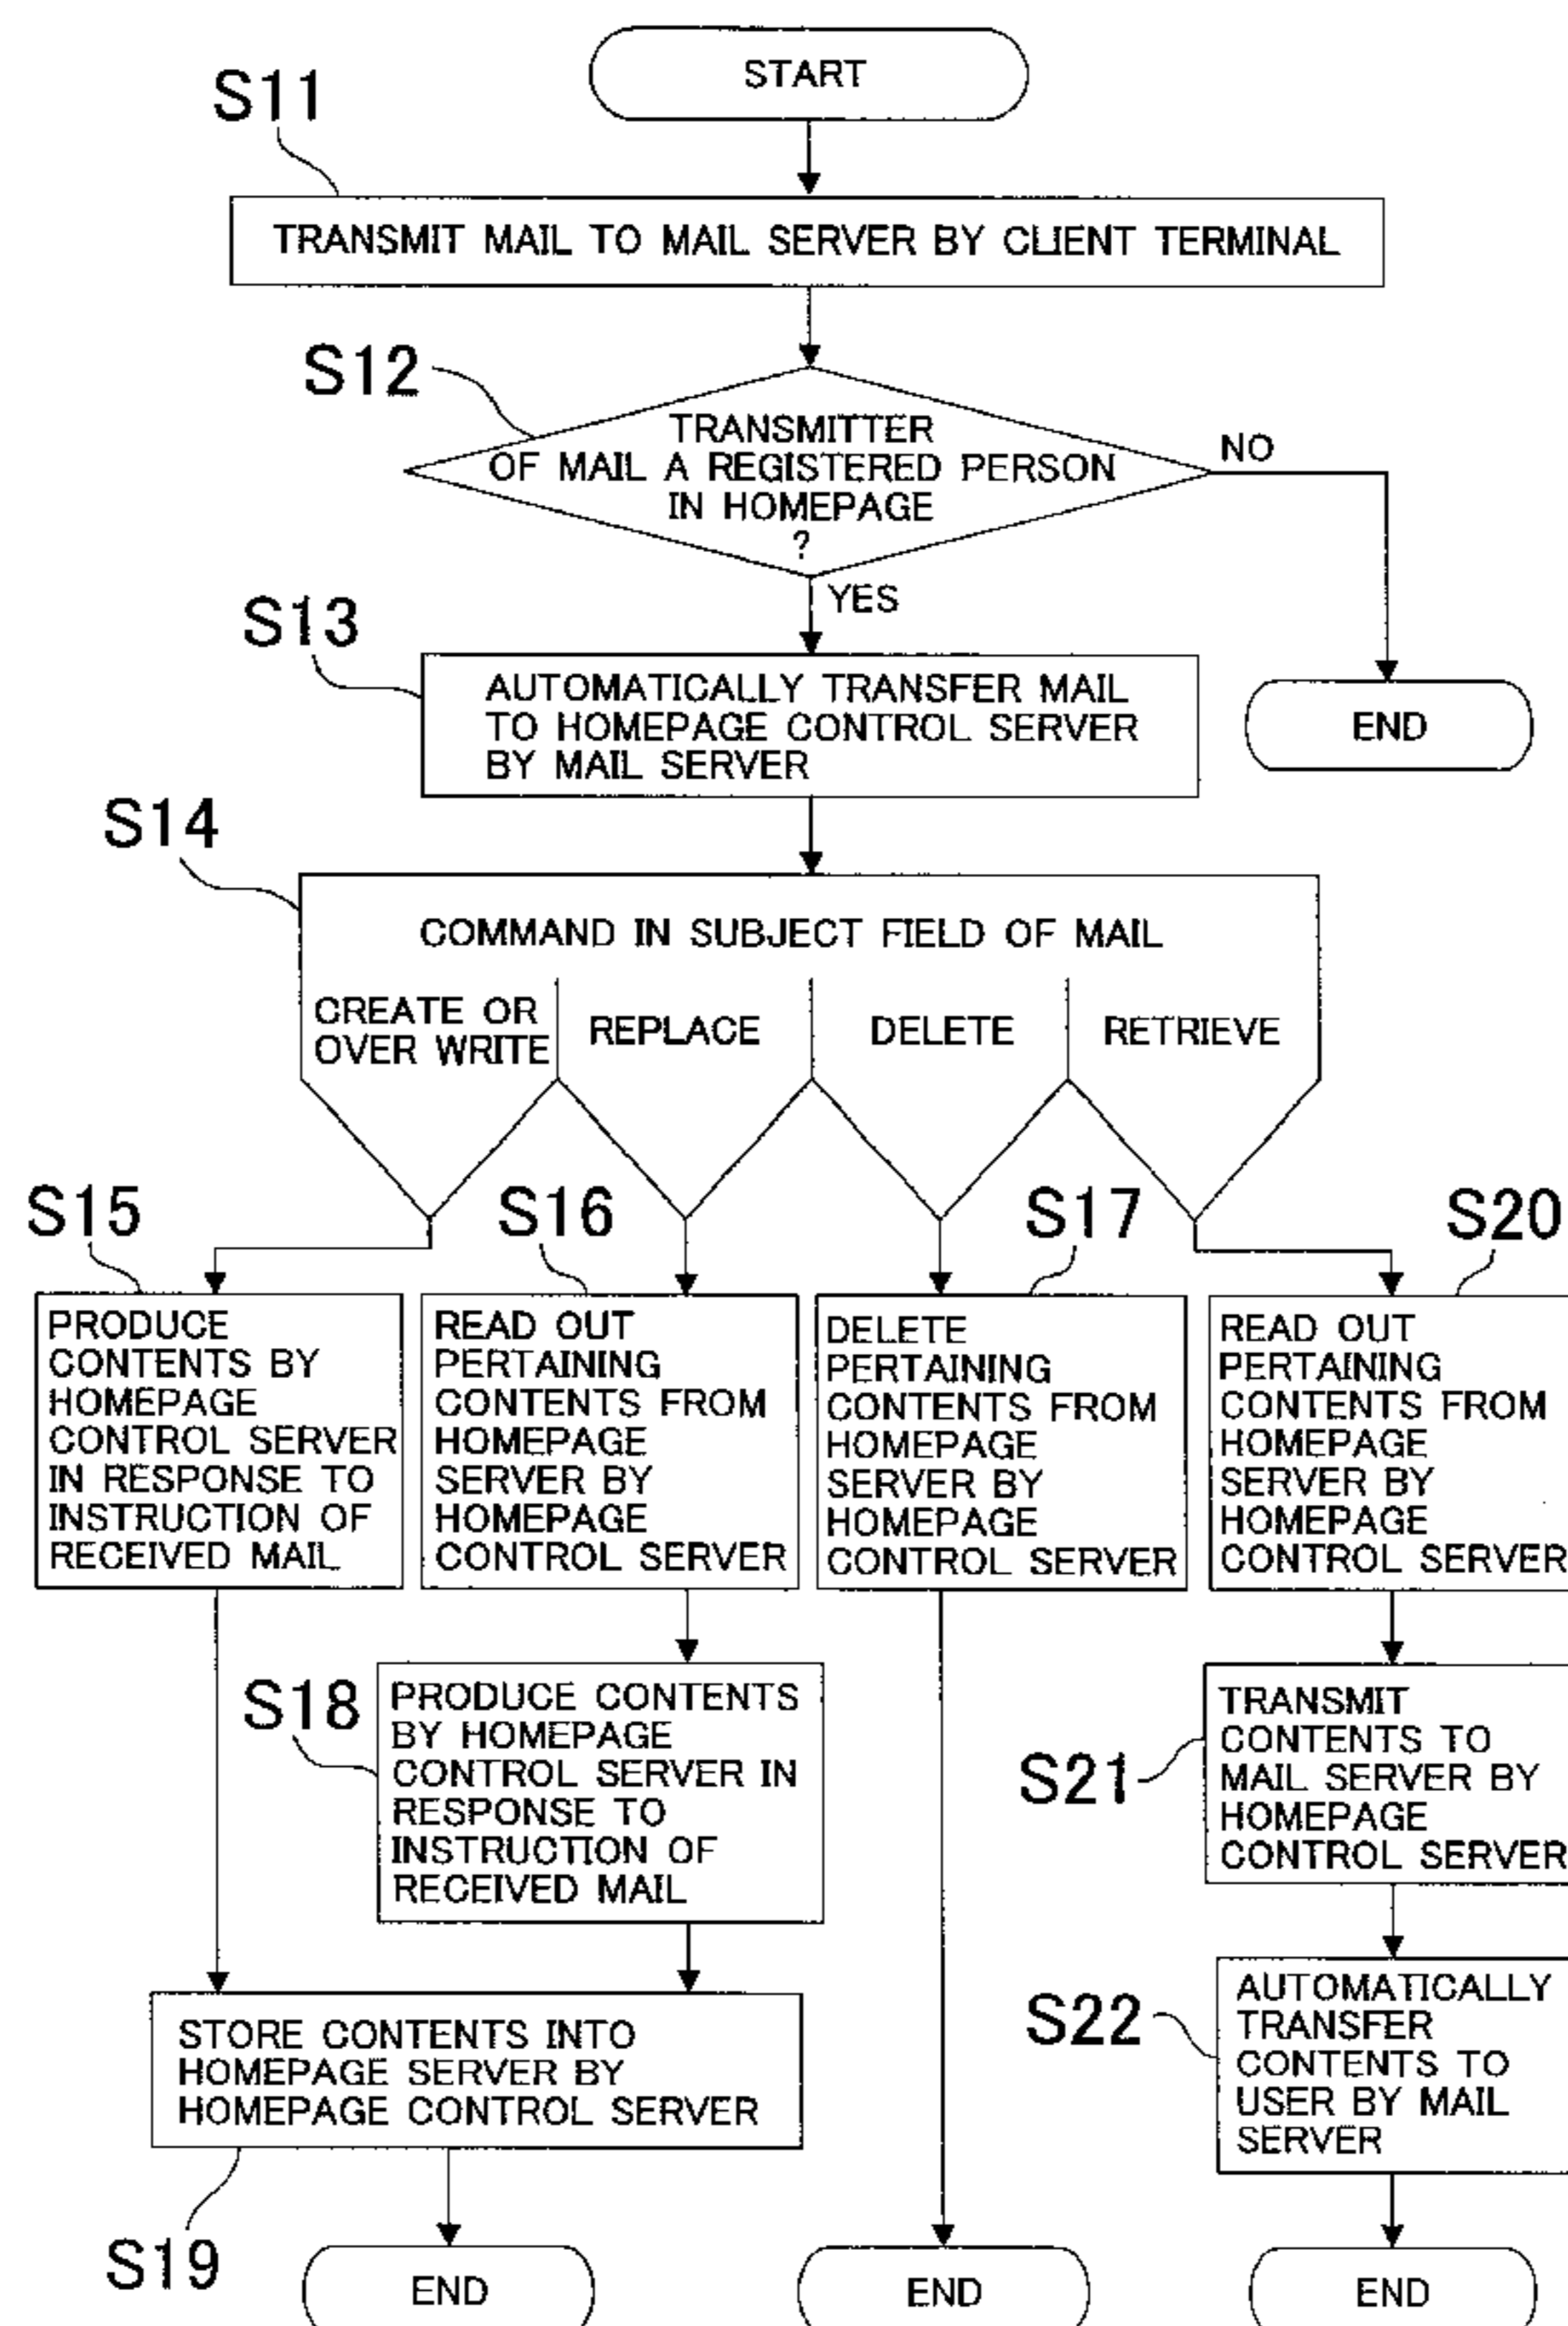 START
S11
TRANSMIT MAIL TO MAIL SERVER BY CLIENT TERMINAL
S12
TRANSMITTER
OF MAIL A REGISTERED PERSON
IN HOMEPAGE
?
NO
YES
END
S13
AUTOMATICALLY TRANSFER MAIL
TO HOMEPAGE CONTROL SERVER
BY MAIL SERVER
S14
COMMAND IN SUBJECT FIELD OF MAIL
CREATE OR
OVER WRITE
REPLACE
DELETE
RETRIEVE
S15
PRODUCE
CONTENTS BY
HOMEPAGE
CONTROL SERVER
IN RESPONSE TO
INSTRUCTION OF
RECEIVED MAIL
S16
READ OUT
PERTAINING
CONTENTS FROM
HOMEPAGE
SERVER BY
HOMEPAGE
CONTROL SERVER
S17
DELETE
PERTAINING
CONTENTS FROM
HOMEPAGE
SERVER BY
HOMEPAGE
CONTROL SERVER
S20
READ OUT
PERTAINING
CONTENTS FROM
HOMEPAGE
SERVER BY
HOMEPAGE
CONTROL SERVER
S18
PRODUCE CONTENTS
BY HOMEPAGE
CONTROL SERVER IN
RESPONSE TO
INSTRUCTION OF
RECEIVED MAIL
S21
TRANSMIT
CONTENTS TO
MAIL SERVER BY
HOMEPAGE
CONTROL SERVER
S19
STORE CONTENTS INTO
HOMEPAGE SERVER BY
HOMEPAGE CONTROL SERVER
S22
AUTOMATICALLY
TRANSFER
CONTENTS TO
USER BY MAIL
SERVER
END
END
END